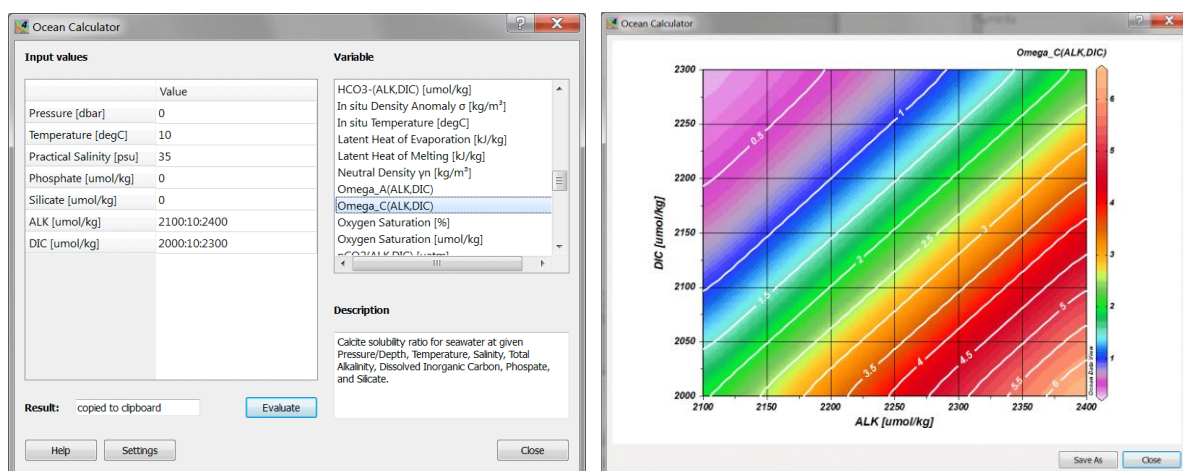 Ocean Calculator
Input values
Value
Pressure [dbar] 0
Temperature [degC] 10
Practical Salinity [psu] 35
Phosphate [umol/kg] 0
Silicate [umol/kg] 0
ALK [umol/kg] 2100:10:2400
DIC [umol/kg] 2000:10:2300
Result: copied to clipboard
Evaluate
Help
Settings
Variable
HCO3-(ALK,DIC) [umol/kg]
In situ Density Anomaly σ [kg/m³]
In situ Temperature [degC]
Latent Heat of Evaporation [kJ/kg]
Latent Heat of Melting [kJ/kg]
Neutral Density γn [kg/m³]
Omega_A(ALK,DIC)
Omega_C(ALK,DIC)
Oxygen Saturation [%]
Oxygen Saturation [umol/kg]
Description
Calcite solubility ratio for seawater at given
Pressure/Depth, Temperature, Salinity, Total
Alkalinity, Dissolved Inorganic Carbon, Phospate,
and Silicate.
Close
Ocean Calculator
Omega_C(ALK,DIC)
2300
2250
2200
2150
2100
2050
2000
DIC [umol/kg]
0.5
1
1.5
2
2.5
3
3.5
4
4.5
5
5.5
6
2100
2150
2200
2250
2300
2350
2400
ALK [umol/kg]
6
5
4
3
2
1
Ocean Data View
Save As
Close